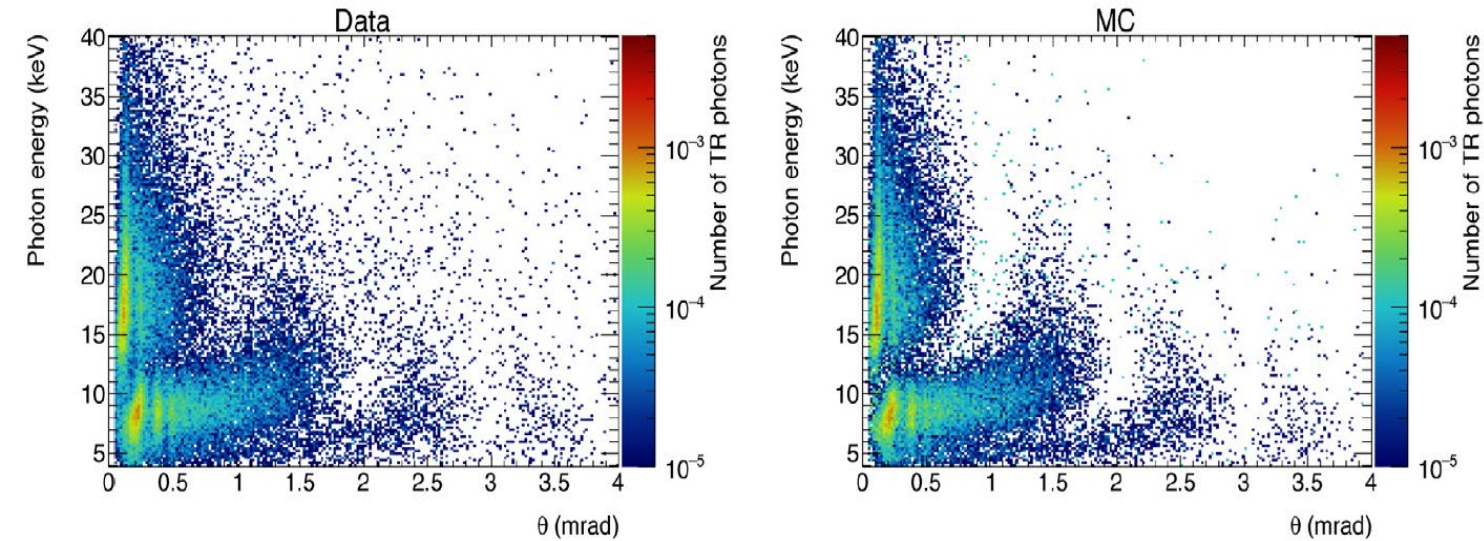 Data
Photon energy (keV)
40
35
30
25
20
15
10
5
0 0.5 1 1.5 2 2.5 3 3.5 4
θ (mrad)
10⁻³
10⁻⁴
10⁻⁵
Number of TR photons
MC
Photon energy (keV)
40
35
30
25
20
15
10
5
0 0.5 1 1.5 2 2.5 3 3.5 4
θ (mrad)
10⁻³
10⁻⁴
10⁻⁵
Number of TR photons